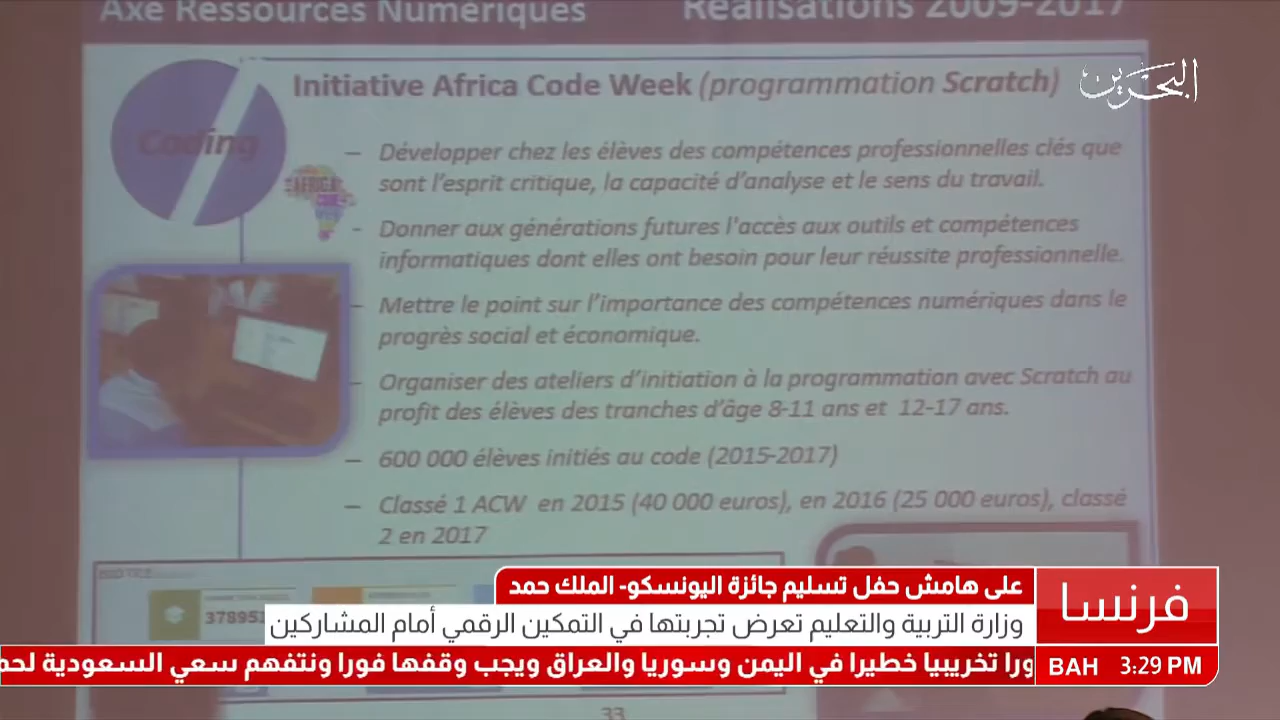 Axe Ressources Numériques
Réalisations 2009-2017
Initiative Africa Code Week (programmation Scratch)
البحرين
Coding
AFRICA
CODE
– Développer chez les élèves des compétences professionnelles clés que
sont l'esprit critique, la capacité d'analyse et le sens du travail.
- Donner aux générations futures l'accès aux outils et compétences
informatiques dont elles ont besoin pour leur réussite professionnelle.
– Mettre le point sur l'importance des compétences numériques dans le
progrès social et économique.
– Organiser des ateliers d'initiation à la programmation avec Scratch au
profit des élèves des tranches d'âge 8-11 ans et 12-17 ans.
– 600 000 élèves initiés au code (2015-2017)
– Classé 1 ACW en 2015 (40 000 euros), en 2016 (25 000 euros), classé
2 en 2017
على هامش حفل تسليم جائزة اليونسكو- الملك حمد
فرنسا
وزارة التربية والتعليم تعرض تجربتها في التمكين الرقمي أمام المشاركين
ورا تخريبيا خطيرا في اليمن وسوريا والعراق ويجب وقفها فورا ونتفهم سعي السعودية لحم
BAH 3:29 PM
33